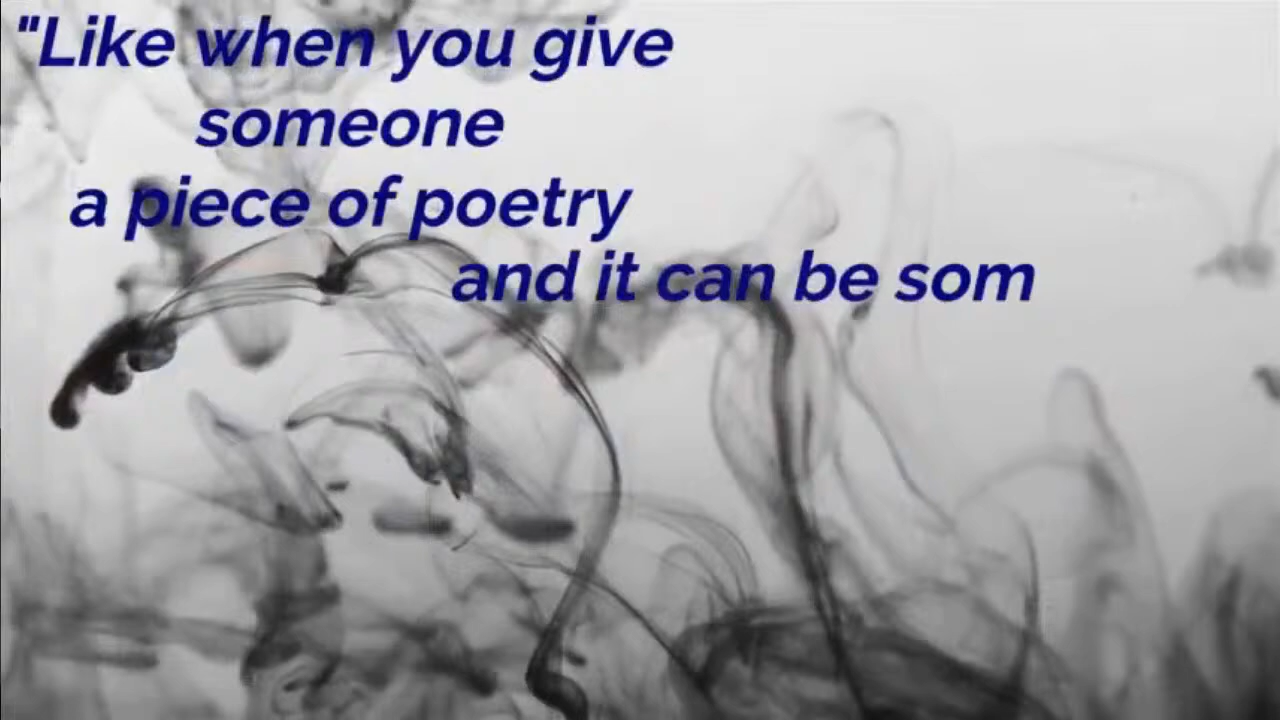 "Like when you give
someone
a piece of poetry
and it can be som